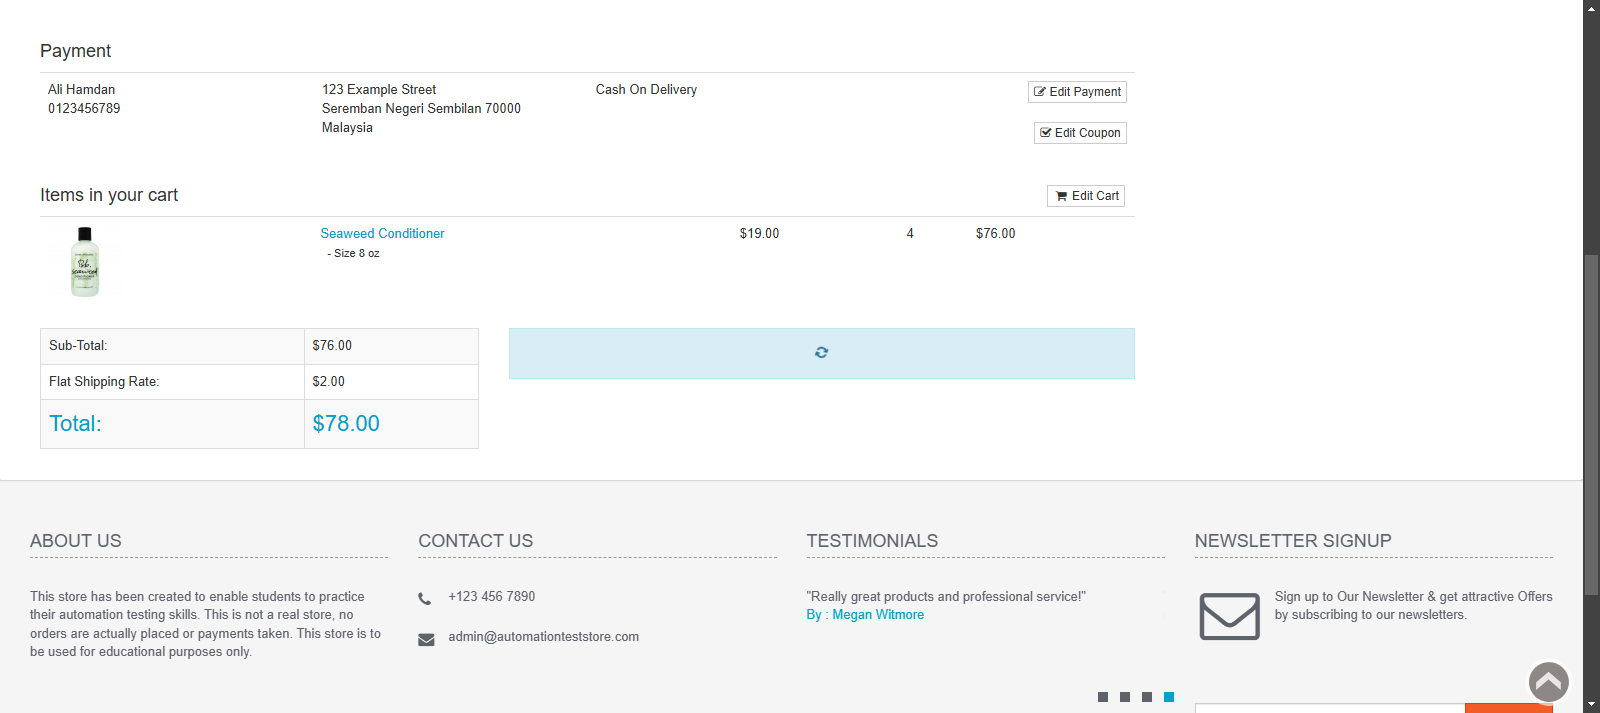 Payment
Ali Hamdan
0123456789
123 Example Street
Seremban Negeri Sembilan 70000
Malaysia
Cash On Delivery
Edit Payment
Edit Coupon
Items in your cart
Edit Cart
Seaweed Conditioner
- Size 8 oz
$19.00
4
$76.00
Bb.
seaweed
Sub-Total:
$76.00
Flat Shipping Rate:
$2.00
Total:
$78.00
ABOUT US
This store has been created to enable students to practice
their automation testing skills. This is not a real store, no
orders are actually placed or payments taken. This store is to
be used for educational purposes only.
CONTACT US
+123 456 7890
admin@automationteststore.com
TESTIMONIALS
"Really great products and professional service!"
By : Megan Witmore
NEWSLETTER SIGNUP
Sign up to Our Newsletter & get attractive Offers
by subscribing to our newsletters.